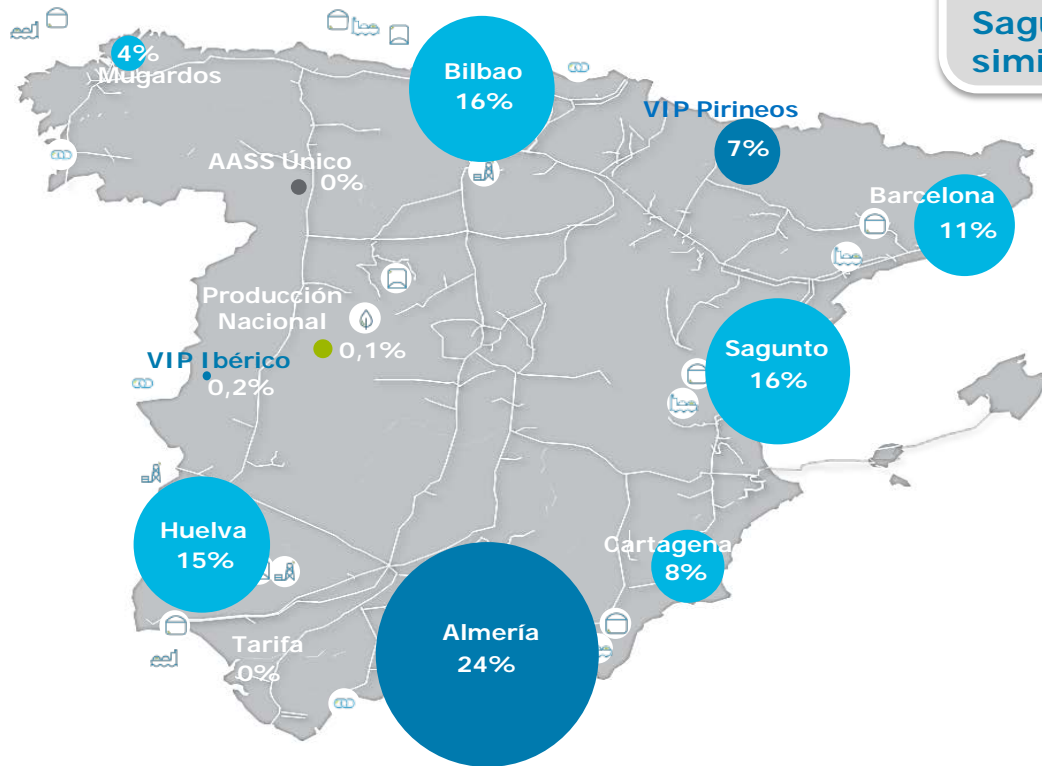 Sagu
simi
4%
Mugardos
Bilbao
16%
VIP Pirineos
7%
AASS Único
0%
Barcelona
11%
Producción
Nacional
0,1%
VIP Ibérico
0,2%
Sagunto
16%
Huelva
15%
Cartagena
8%
Almería
24%
Tarifa
0%